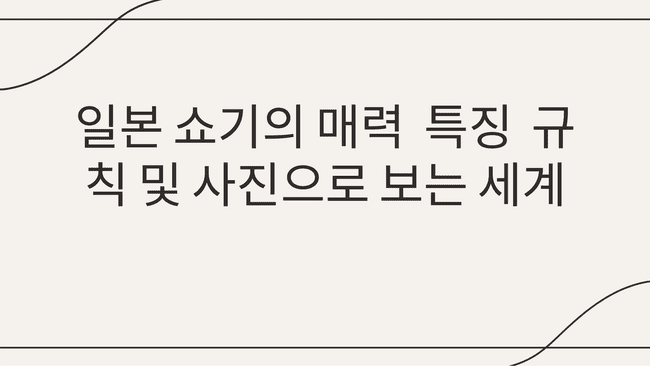 일본 쇼기의 매력  특징  규
칙 및 사진으로 보는 세계